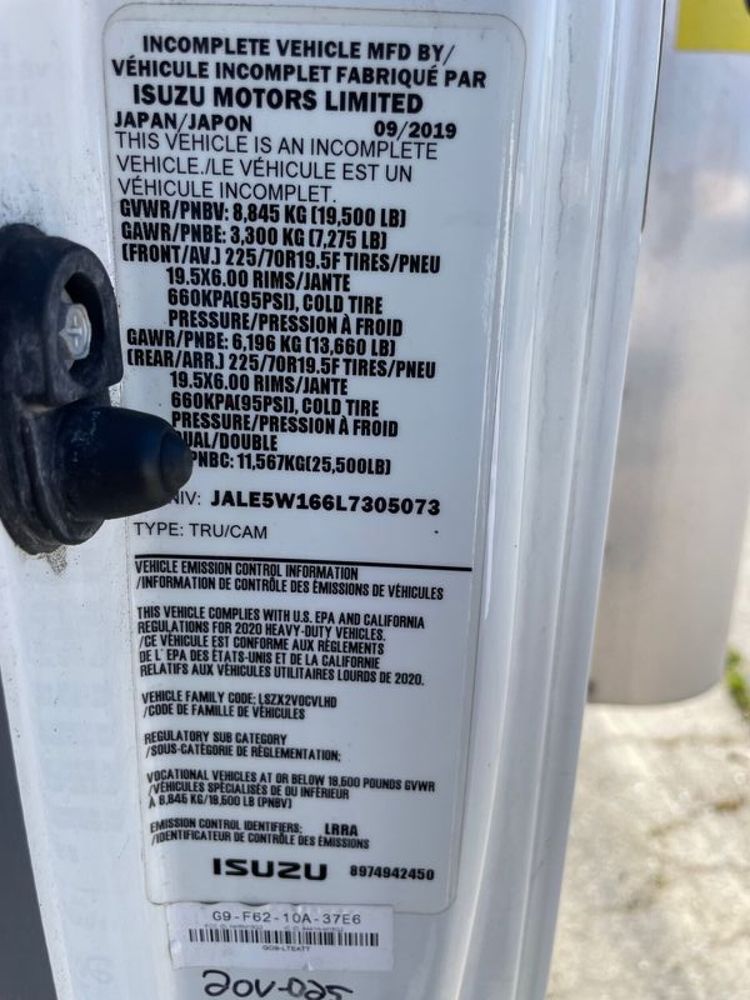 INCOMPLETE VEHICLE MFD BY/
VÉHICULE INCOMPLET FABRIQUÉ PAR
ISUZU MOTORS LIMITED
JAPAN/JAPON 09/2019
THIS VEHICLE IS AN INCOMPLETE
VEHICLE./LE VÉHICULE EST UN
VÉHICULE INCOMPLET.
GVWR/PNBV: 8,845 KG [19,500 LB]
GAWR/PNBE: 3,300 KG [7,275 LB]
[FRONT/AV.] 225/70R19.5F TIRES/PNEU
19.5X6.00 RIMS/JANTE
660KPA[95PSI], COLD TIRE
PRESSURE/PRESSION À FROID
GAWR/PNBE: 6,196 KG [13,660 LB]
[REAR/ARR.] 225/70R19.5F TIRES/PNEU
19.5X6.00 RIMS/JANTE
660KPA[95PSI], COLD TIRE
PRESSURE/PRESSION À FROID
UAL/DOUBLE
PNBC: 11,567KG[25,500LB]
NIV: JALE5W166L7305073
TYPE: TRU/CAM
VEHICLE EMISSION CONTROL INFORMATION
/INFORMATION DE CONTRÔLE DES ÉMISSIONS DE VÉHICULES
THIS VEHICLE COMPLIES WITH U.S. EPA AND CALIFORNIA
REGULATIONS FOR 2020 HEAVY-DUTY VEHICLES.
/CE VÉHICULE EST CONFORME AUX RÈGLEMENTS
DE L' EPA DES ÉTATS-UNIS ET DE LA CALIFORNIE
RELATIFS AUX VÉHICULES UTILITAIRES LOURDS DE 2020.
VEHICLE FAMILY CODE: LSZX2VOCVLHD
/CODE DE FAMILLE DE VÉHICULES
REGULATORY SUB CATEGORY
/SOUS-CATÉGORIE DE RÉGLEMENTATION;
VOCATIONAL VEHICLES AT OR BELOW 19,500 POUNDS GVWR
/VÉHICULES SPÉCIALISÉS DE OU INFÉRIEUR
À 8,845 KG/19,500 LB (PNBV)
EMISSION CONTROL IDENTIFIERS: LRRA
/IDENTIFICATEUR DE CONTRÔLE DES ÉMISSIONS
ISUZU 8974942450
G9-F62-10A-37E6
20V-025